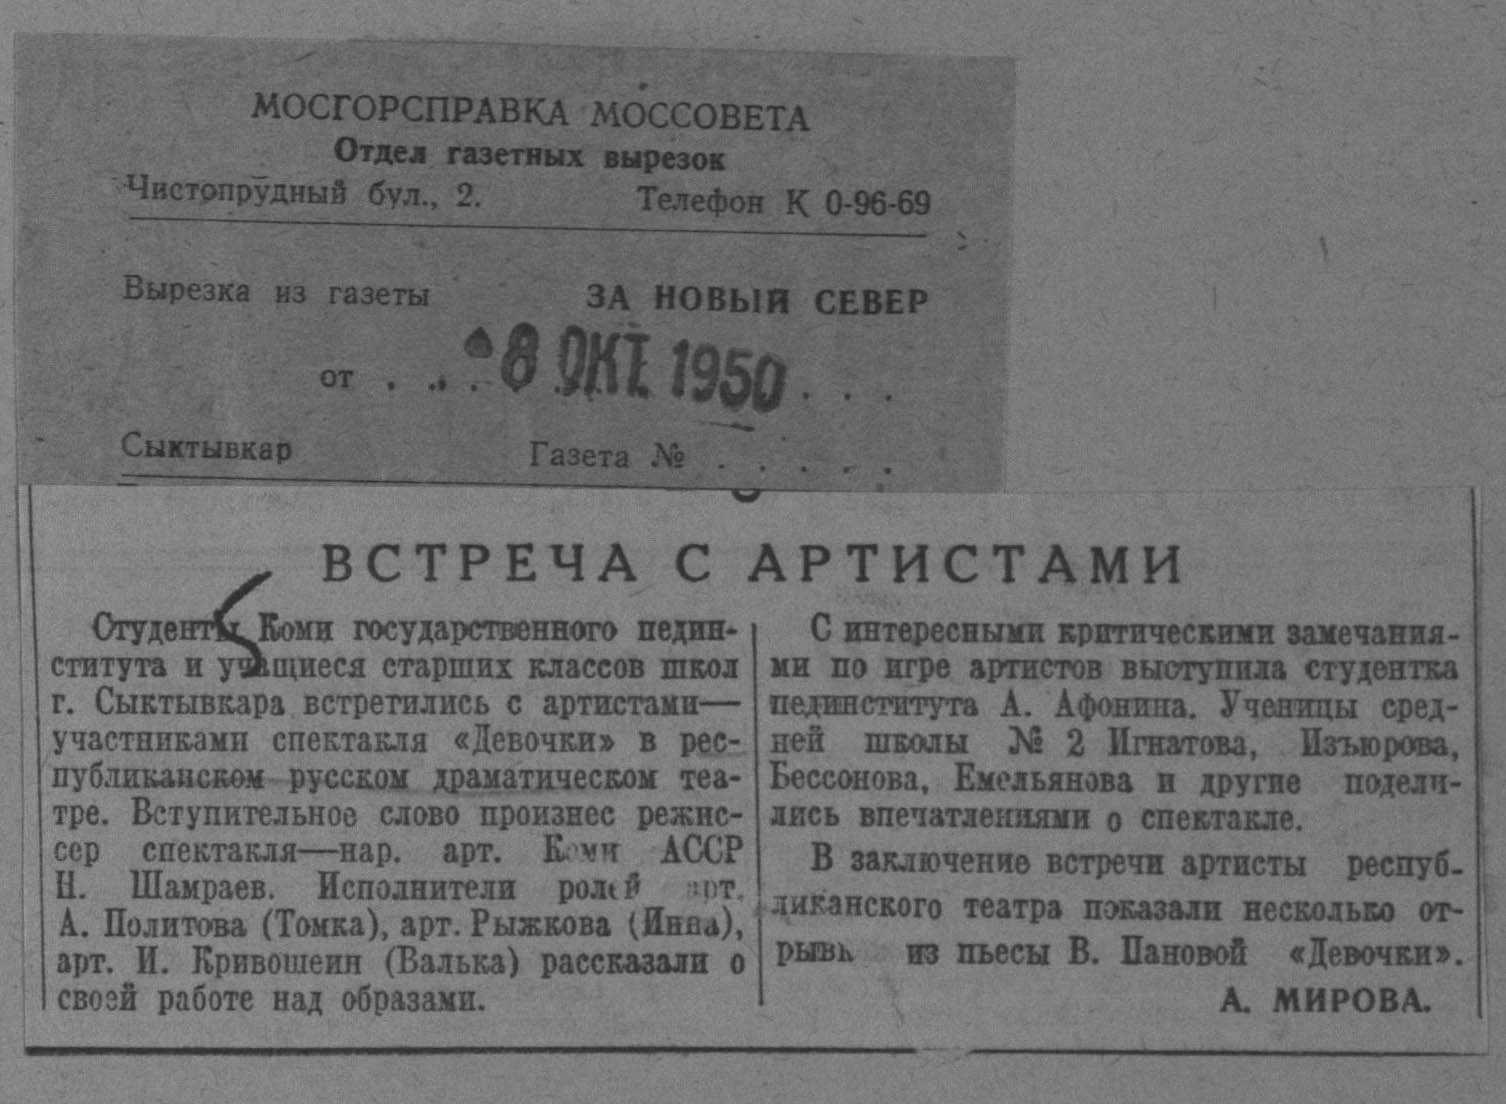 МОСГОРСПРАВКА МОССОВЕТА
Отдел газетных вырезок
Чистопрудный бул., 2. Телефон К 0-96-69
Вырезка из газеты ЗА НОВЫЙ СЕВЕР
от . . . 8 ОКТ. 1950 . . .
Сыктывкар Газета № . . . . .
ВСТРЕЧА С АРТИСТАМИ
Студенты Коми государственного педин-
ститута и учащиеся старших классов школ
г. Сыктывкара встретились с артистами—
участниками спектакля «Девочки» в рес-
публиканском русском драматическом теа-
тре. Вступительное слово произнес режис-
сер спектакля—нар. арт. Коми АССР
Н. Шамраев. Исполнители ролей арт.
А. Политова (Томка), арт. Рыжкова (Инна),
арт. И. Кривошеин (Валька) рассказали о
своей работе над образами.
С интересными критическими замечания-
ми по игре артистов выступила студентка
пединститута А. Афонина. Ученицы сред-
ней школы № 2 Игнатова, Изъюрова,
Бессонова, Емельянова и другие подели-
лись впечатлениями о спектакле.
В заключение встречи артисты респуб-
ликанского театра показали несколько от-
рывк из пьесы В. Пановой «Девочки».
А. МИРОВА.